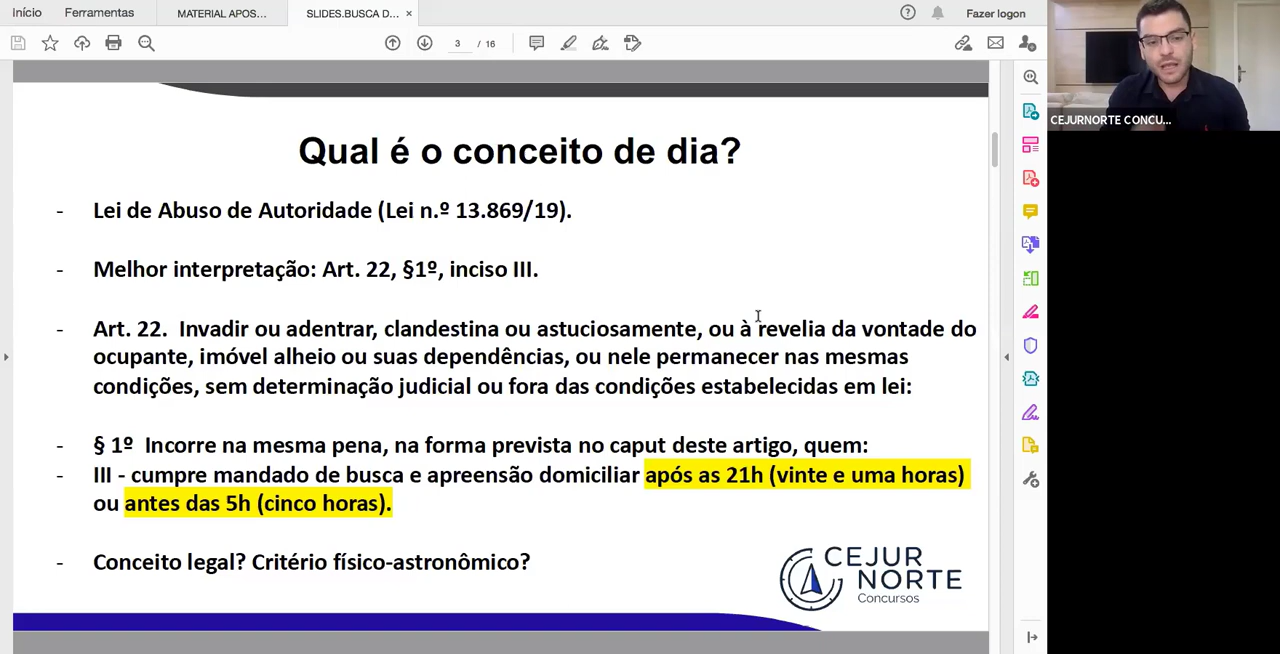 Início Ferramentas MATERIAL APOS... SLIDES.BUSCA D... × Fazer logon
3 / 16
CEJURNORTE CONCU...
Qual é o conceito de dia?
- Lei de Abuso de Autoridade (Lei n.º 13.869/19).
- Melhor interpretação: Art. 22, §1º, inciso III.
- Art. 22. Invadir ou adentrar, clandestina ou astuciosamente, ou à revelia da vontade do
ocupante, imóvel alheio ou suas dependências, ou nele permanecer nas mesmas
condições, sem determinação judicial ou fora das condições estabelecidas em lei:
- § 1º Incorre na mesma pena, na forma prevista no caput deste artigo, quem:
- III - cumpre mandado de busca e apreensão domiciliar após as 21h (vinte e uma horas)
ou antes das 5h (cinco horas).
- Conceito legal? Critério físico-astronômico?
CEJUR
NORTE
Concursos